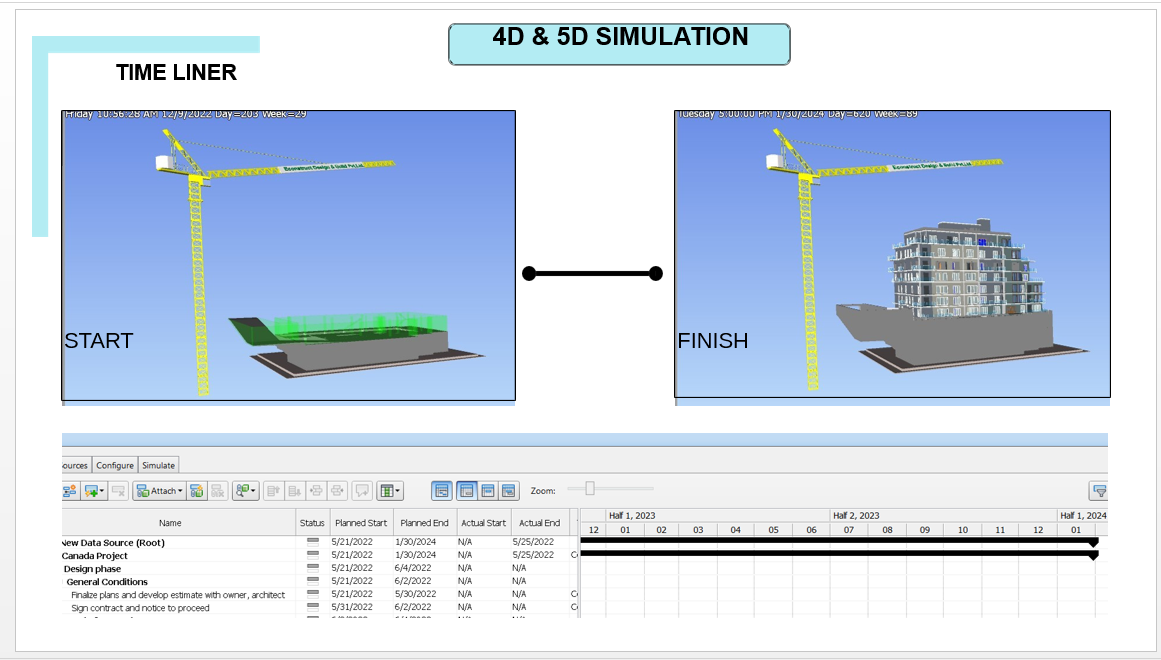 4D & 5D SIMULATION
TIME LINER
Friday 10:56:28 AM 12/9/2022 Day=203 Week=29
START
Tuesday 5:00:00 PM 1/30/2024 Day=620 Week=89
FINISH
ources Configure Simulate
Attach Zoom:
Name Status Planned Start Planned End Actual Start Actual End Half 1, 2023 Half 2, 2023 Half 1, 2024
12 01 02 03 04 05 06 07 08 09 10 11 12 01
New Data Source (Root) 5/21/2022 1/30/2024 N/A 5/25/2022
Canada Project 5/21/2022 1/30/2024 N/A 5/25/2022 Co
Design phase 5/21/2022 6/4/2022 N/A N/A
General Conditions 5/21/2022 6/2/2022 N/A N/A
Finalize plans and develop estimate with owner, architect 5/21/2022 5/30/2022 N/A N/A Co
Sign contract and notice to proceed 5/31/2022 6/2/2022 N/A N/A Co